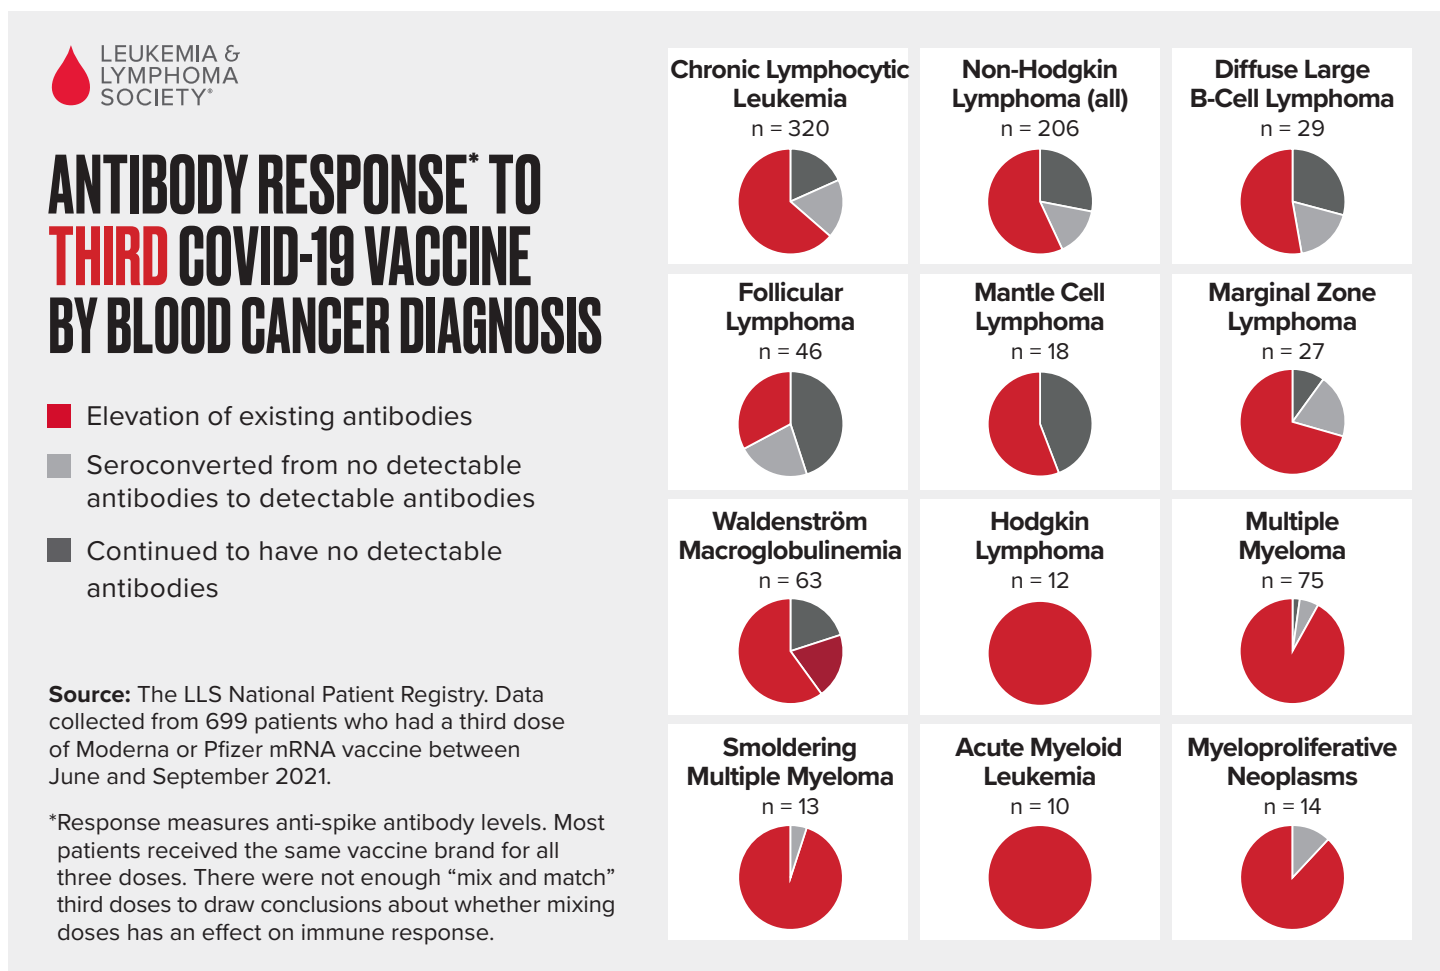 LEUKEMIA &
LYMPHOMA
SOCIETY®
ANTIBODY RESPONSE* TO
THIRD COVID-19 VACCINE
BY BLOOD CANCER DIAGNOSIS
Elevation of existing antibodies
Seroconverted from no detectable
antibodies to detectable antibodies
Continued to have no detectable
antibodies
Source: The LLS National Patient Registry. Data
collected from 699 patients who had a third dose
of Moderna or Pfizer mRNA vaccine between
June and September 2021.
*Response measures anti-spike antibody levels. Most
patients received the same vaccine brand for all
three doses. There were not enough “mix and match”
third doses to draw conclusions about whether mixing
doses has an effect on immune response.
Chronic Lymphocytic
Leukemia
n = 320
Non-Hodgkin
Lymphoma (all)
n = 206
Diffuse Large
B-Cell Lymphoma
n = 29
Follicular
Lymphoma
n = 46
Mantle Cell
Lymphoma
n = 18
Marginal Zone
Lymphoma
n = 27
Waldenström
Macroglobulinemia
n = 63
Hodgkin
Lymphoma
n = 12
Multiple
Myeloma
n = 75
Smoldering
Multiple Myeloma
n = 13
Acute Myeloid
Leukemia
n = 10
Myeloproliferative
Neoplasms
n = 14